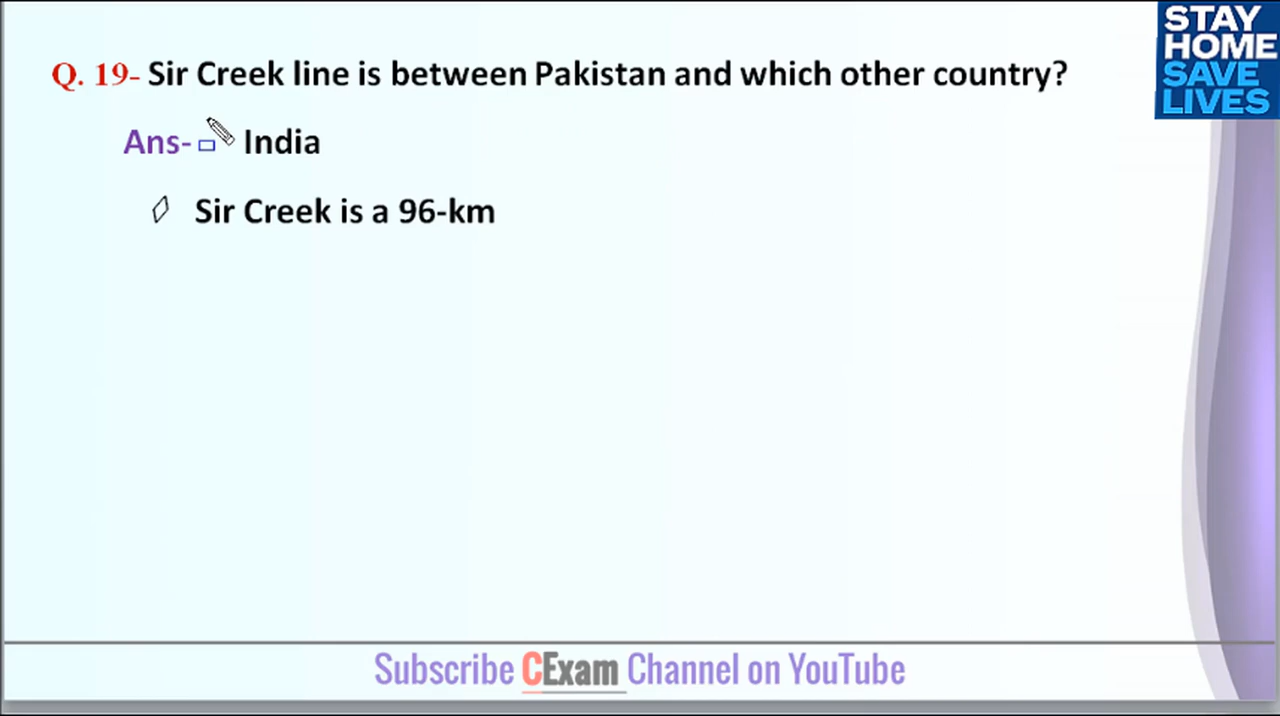 STAY
HOME
SAVE
LIVES
Q. 19- Sir Creek line is between Pakistan and which other country?
Ans- India
Sir Creek is a 96-km
Subscribe CExam Channel on YouTube